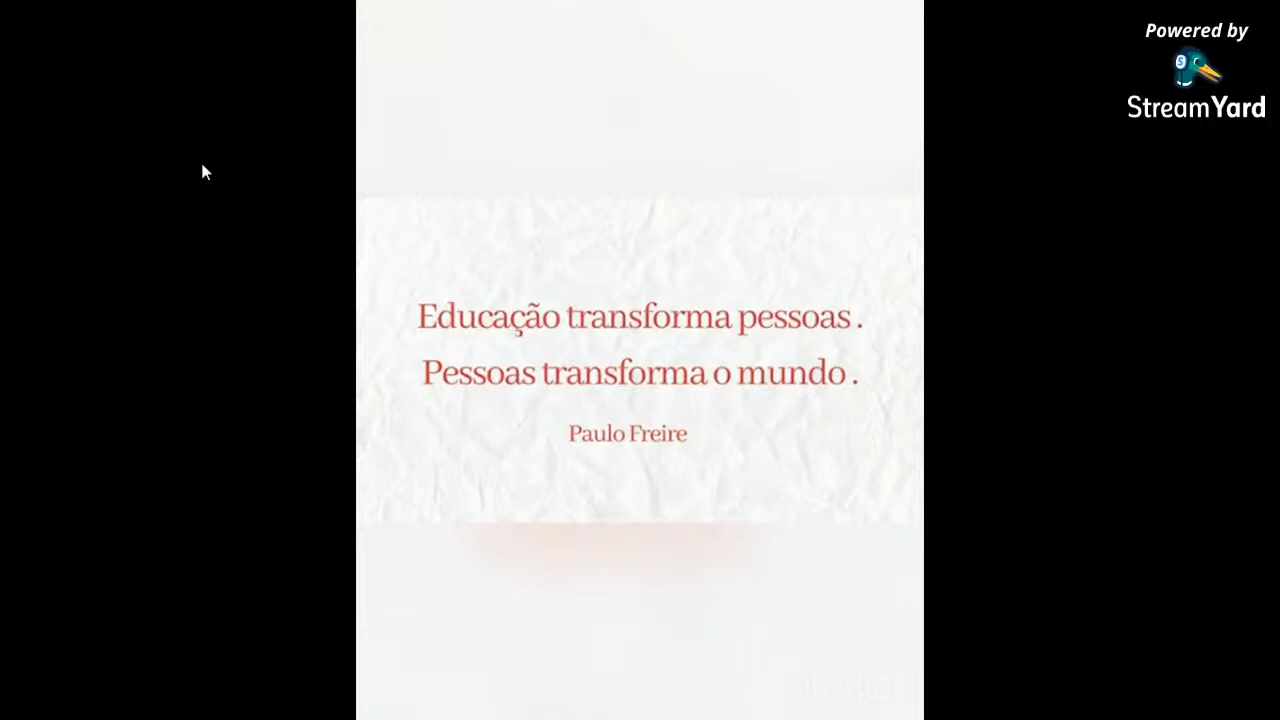 Powered by
StreamYard
Educação transforma pessoas .
Pessoas transforma o mundo .
Paulo Freire